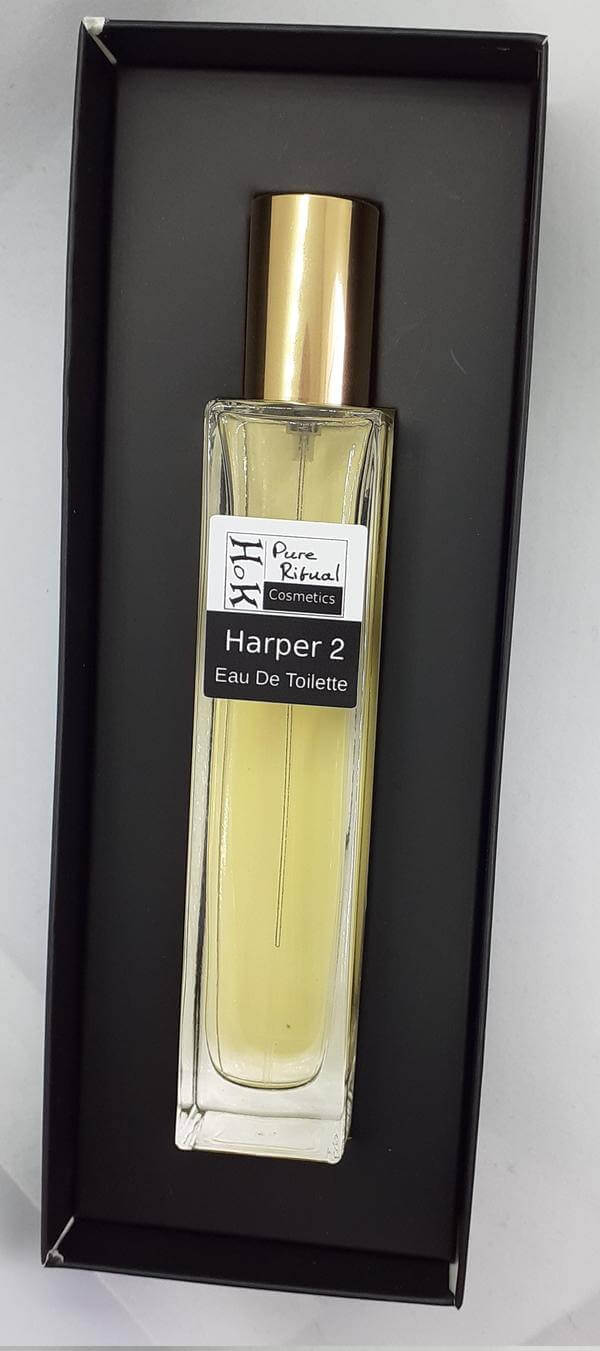 HoK
Pure
Ritual
Cosmetics
Harper 2
Eau De Toilette